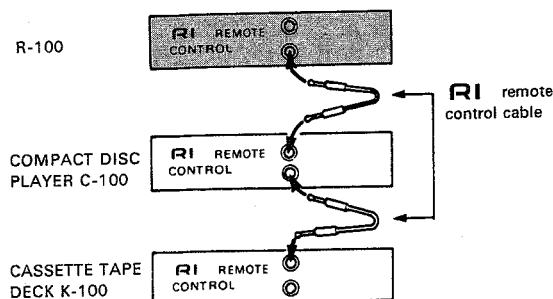 R-100
RI REMOTE
CONTROL
RI remote
control cable
COMPACT DISC
PLAYER C-100
RI REMOTE
CONTROL
CASSETTE TAPE
DECK K-100
RI REMOTE
CONTROL